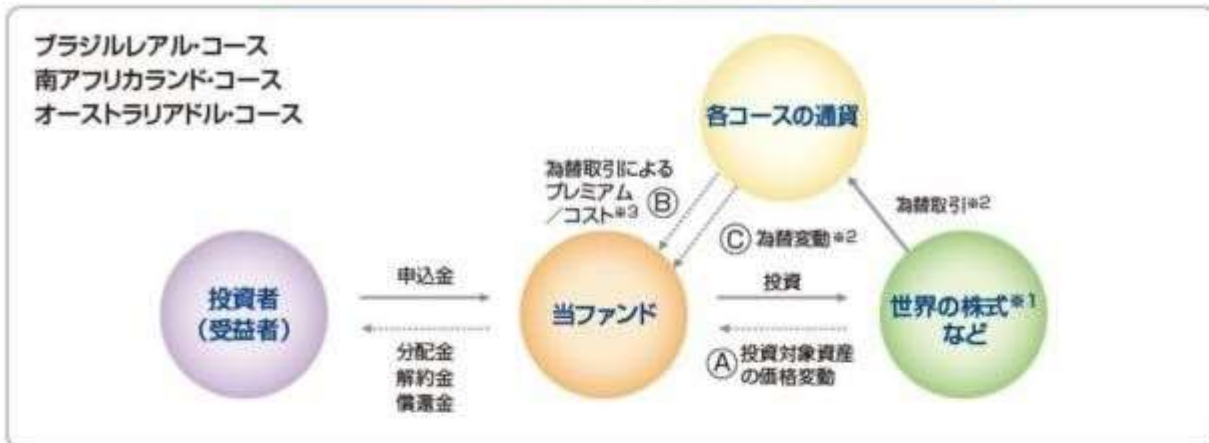 ブラジルレアル・コース
南アフリカランド・コース
オーストラリアドル・コース
各コースの通貨
為替取引による
プレミアム
／コスト※3 Ⓑ
為替取引※2
Ⓒ 為替変動※2
投資者
（受益者）
申込金
分配金
解約金
償還金
当ファンド
投資
Ⓐ 投資対象資産
の価格変動
世界の株式※1
など